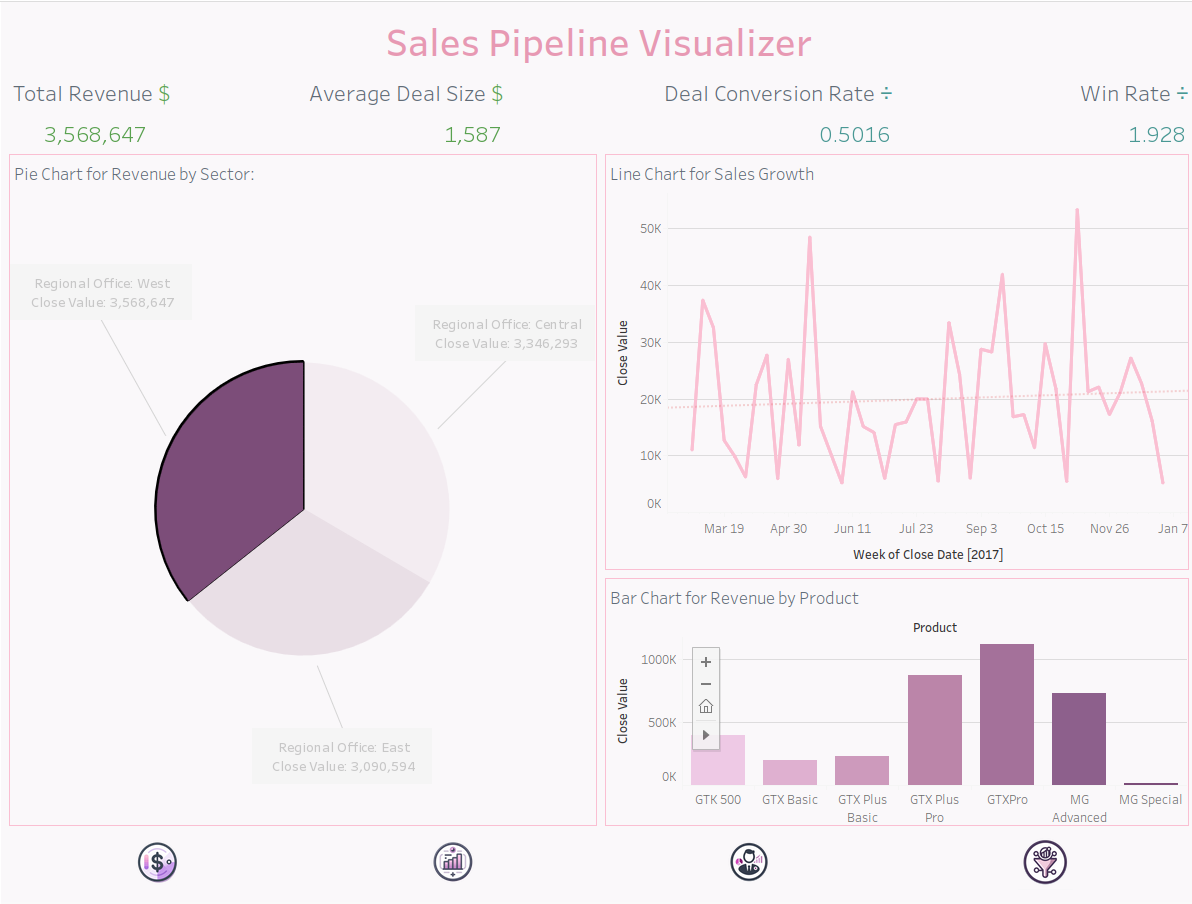 Sales Pipeline Visualizer
Total Revenue $
Average Deal Size $
Deal Conversion Rate ÷
Win Rate ÷
3,568,647
1,587
0.5016
1.928
Pie Chart for Revenue by Sector:
Regional Office: West
Close Value: 3,568,647
Regional Office: Central
Close Value: 3,346,293
Regional Office: East
Close Value: 3,090,594
Line Chart for Sales Growth
Close Value
50K
40K
30K
20K
10K
0K
Mar 19
Apr 30
Jun 11
Jul 23
Sep 3
Oct 15
Nov 26
Jan 7
Week of Close Date [2017]
Bar Chart for Revenue by Product
Product
Close Value
1000K
500K
0K
GTK 500
GTX Basic
GTX Plus
Basic
GTX Plus
Pro
GTXPro
MG
Advanced
MG Special